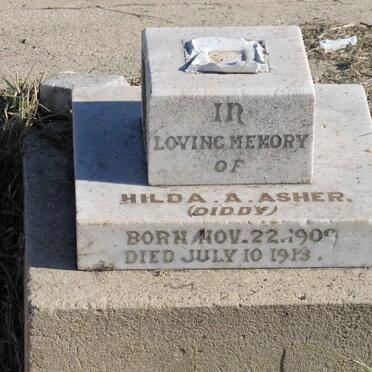 IN
LOVING MEMORY
OF
HILDA . A . ASHER.
(DIDDY)
BORN NOV. 22. 1909
DIED JULY 10 1913.